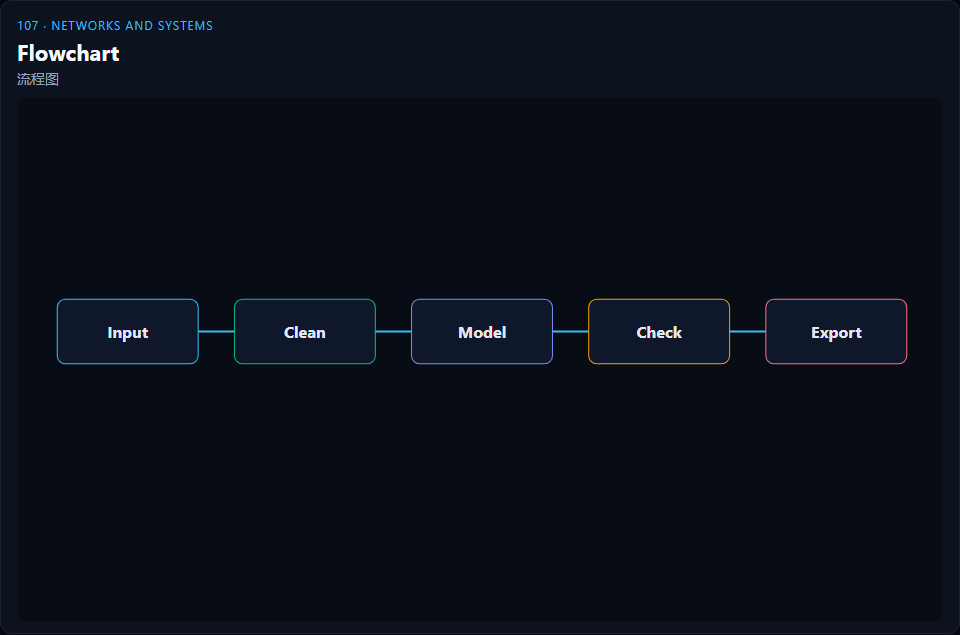 107 · NETWORKS AND SYSTEMS
Flowchart
流程图
Input
Clean
Model
Check
Export